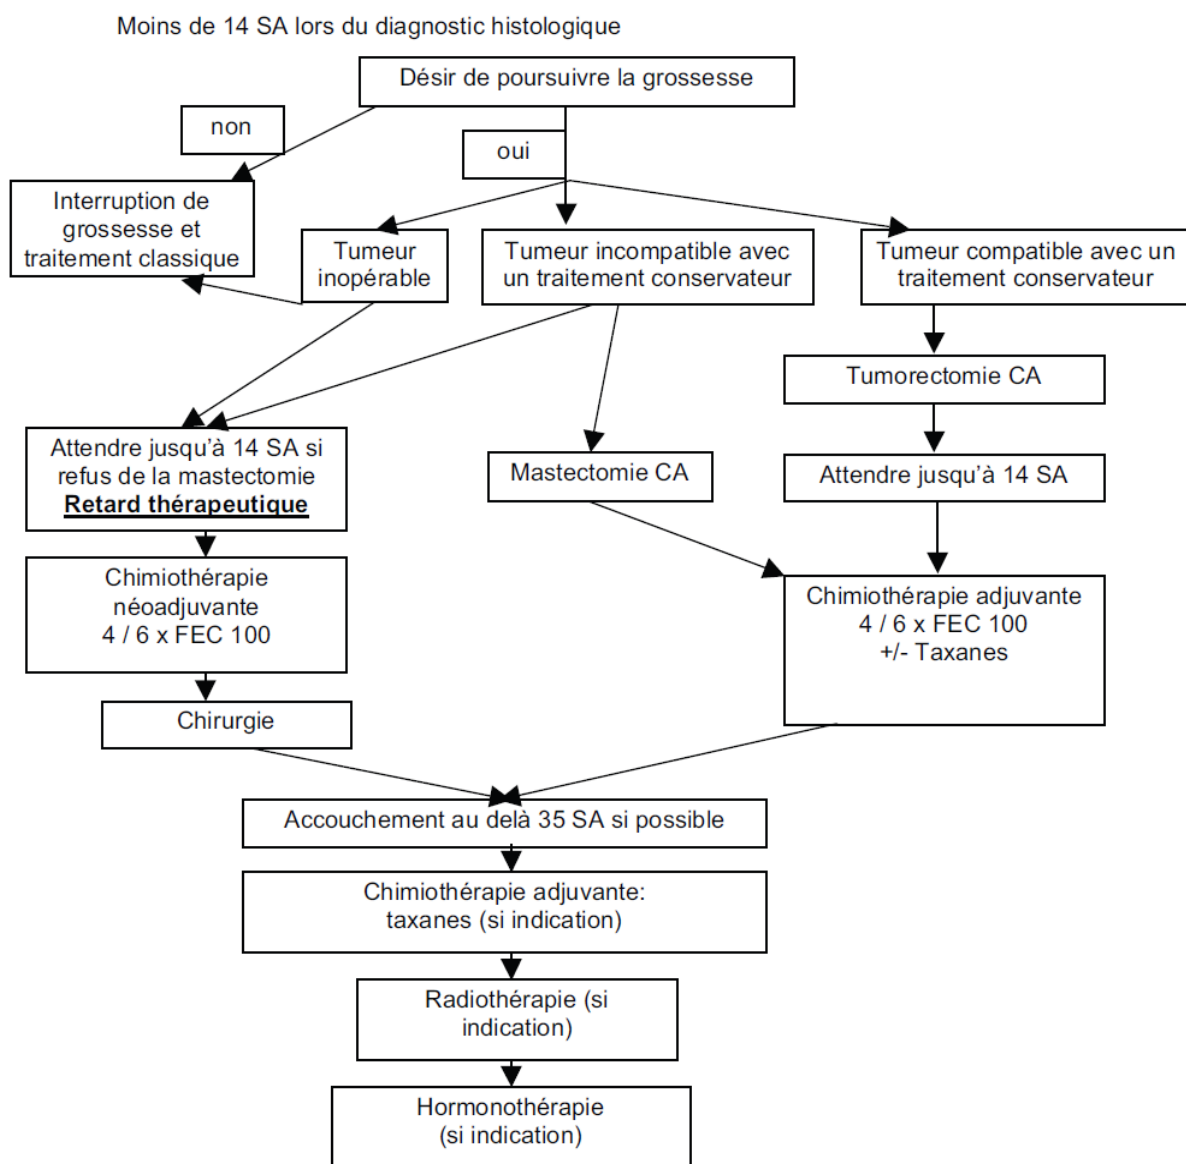 Moins de 14 SA lors du diagnostic histologique
Désir de poursuivre la grossesse
non
oui
Interruption de
grossesse et
traitement classique
Tumeur
inopérable
Tumeur incompatible avec
un traitement conservateur
Tumeur compatible avec un
traitement conservateur
Tumorectomie CA
Attendre jusqu'à 14 SA si
refus de la mastectomie
Retard thérapeutique
Mastectomie CA
Attendre jusqu'à 14 SA
Chimiothérapie
néoadjuvante
4 / 6 x FEC 100
Chimiothérapie adjuvante
4 / 6 x FEC 100
+/- Taxanes
Chirurgie
Accouchement au delà 35 SA si possible
Chimiothérapie adjuvante:
taxanes (si indication)
Radiothérapie (si
indication)
Hormonothérapie
(si indication)